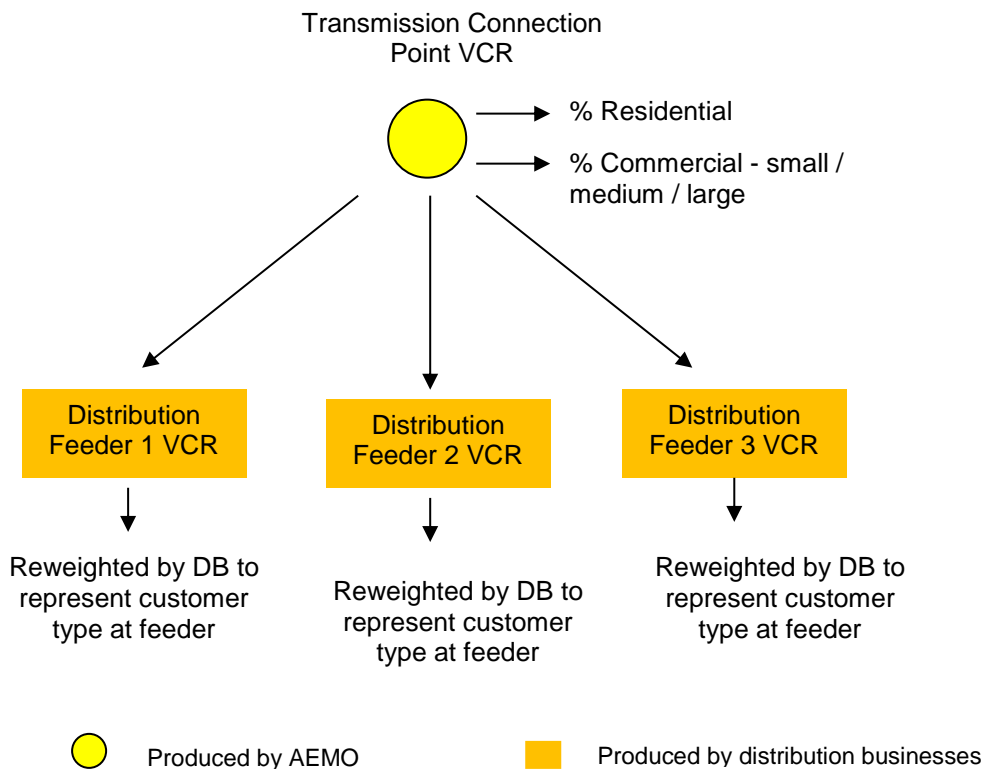 Transmission Connection
Point VCR
% Residential
% Commercial - small /
medium / large
Distribution
Feeder 1 VCR
Distribution
Feeder 2 VCR
Distribution
Feeder 3 VCR
Reweighted by DB to
represent customer
type at feeder
Reweighted by DB to
represent customer
type at feeder
Reweighted by DB to
represent customer
type at feeder
Produced by AEMO
Produced by distribution businesses